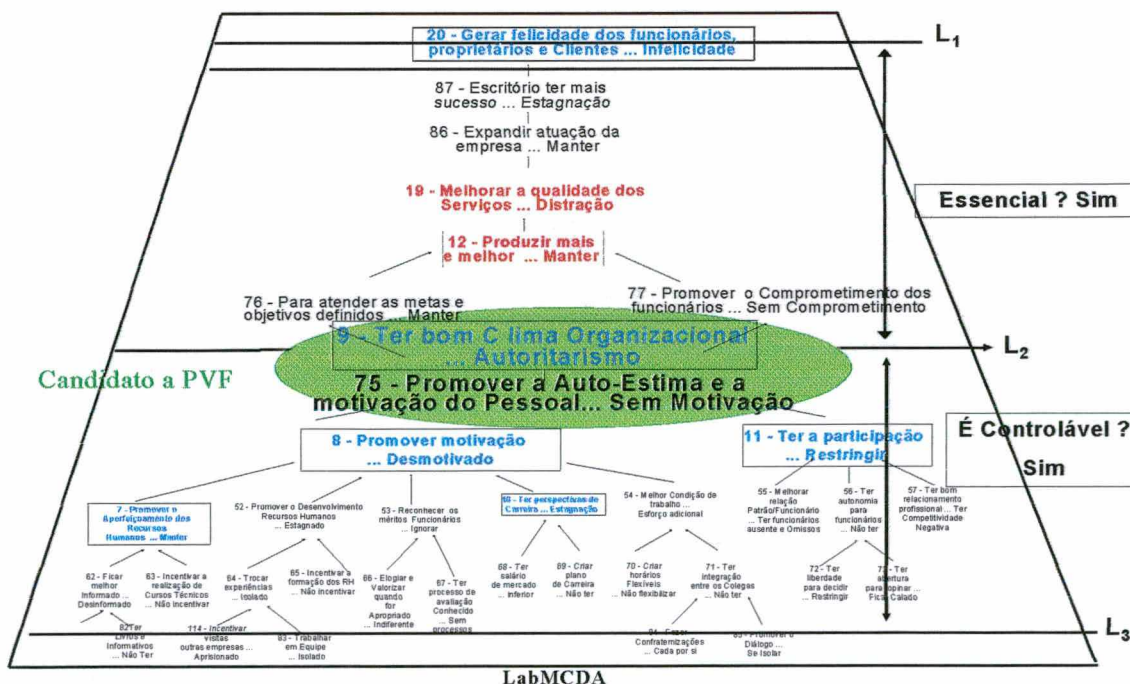 20 - Gerar felicidade dos funcionários,
proprietários e Clientes ... Infelicidade
L1
87 - Escritório ter mais
sucesso ... Estagnação
86 - Expandir atuação da
empresa ... Manter
19 - Melhorar a qualidade dos
Serviços ... Distração
Essencial ? Sim
12 - Produzir mais
e melhor ... Manter
76 - Para atender as metas e
objetivos definidos ... Manter
77 - Promover o Comprometimento dos
funcionários ... Sem Comprometimento
9 - Ter bom C lima Organizacional
... Autoritarismo
L2
Candidato a PVF
75 - Promover a Auto-Estima e a
motivação do Pessoal... Sem Motivação
8 - Promover motivação
... Desmotivado
11 - Ter a participação
... Restringir
É Controlável ?
Sim
7 - Promover o
Aperfeiçoamento dos
Recursos
Humanos ... Manter
52 - Promover o Desenvolvimento
Recursos Humanos
... Estagnado
53 - Reconhecer os
méritos Funcionários
... Ignorar
10 - Ter perspectivas de
Carreira ... Estagnação
54 - Melhor Condição de
trabalho ...
Esforço adicional
55 - Melhorar
relação
Patrão/Funcionário
... Ter funcionários
ausente e Omissos
56 - Ter
autonomia
para
funcionários
... Não ter
57 - Ter bom
relacionamento
profissional ... Ter
Competitividade
Negativa
62 - Ficar
melhor
Informado ...
Desinformado
63 - Incentivar a
realização de
Cursos Técnicos
... Não incentivar
64 - Trocar
experiências
... Isolado
65 - Incentivar a
formação dos RH
... Não incentivar
66 - Elogiar e
Valorizar
quando
for
Apropriado
... Indiferente
67 - Ter
processo de
avaliação
Conhecido
... Sem
processos
68 - Ter
salário
de mercado
... Inferior
69 - Criar
plano
de Carreira
... Não ter
70 - Criar
horários
Flexíveis
... Não flexibilizar
71 - Ter
integração
entre os Colegas
... Não ter
72 - Ter
liberdade
para decidir
... Restringir
73 - Ter
abertura
para opinar ...
Ficar Calado
82Ter
Livros e
Informativos
... Não Ter
114 - Incentivar
visitas
outras empresas ...
Aprisionado
83 - Trabalhar
em Equipe
... Isolado
Confraternizações
... Cada por si
Promover o
Diálogo ...
Se Isolar
L3
LabMCDA